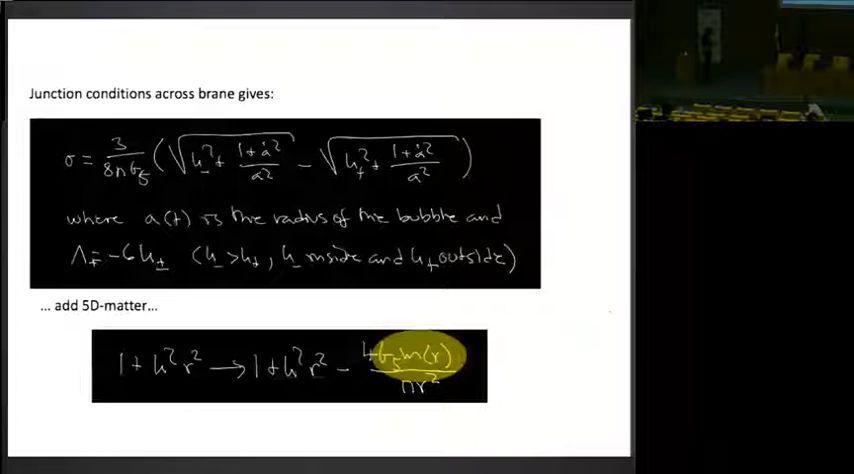 Junction conditions across brane gives:
σ = 3/8πG₅ (√(k₋² + (1+ȧ²)/a²) − √(k₊² + (1+ȧ²)/a²))
where a(t) is the radius of the bubble and
Λ∓ = −6k± (k₋ > k₊, k₋ inside and k₊ outside)
... add 5D-matter...
1 + k²r² → 1 + k²r² − 4G₅m(r)/πr²